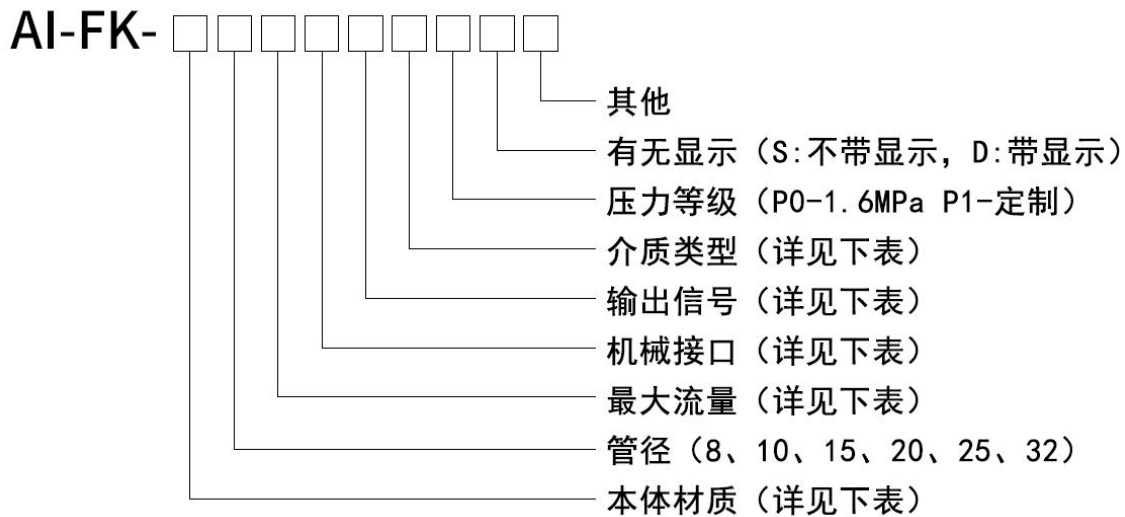 AI-FK-
其他
有无显示（S:不带显示，D:带显示）
压力等级（P0-1.6MPa P1-定制）
介质类型（详见下表）
输出信号（详见下表）
机械接口（详见下表）
最大流量（详见下表）
管径（8、10、15、20、25、32）
本体材质（详见下表）